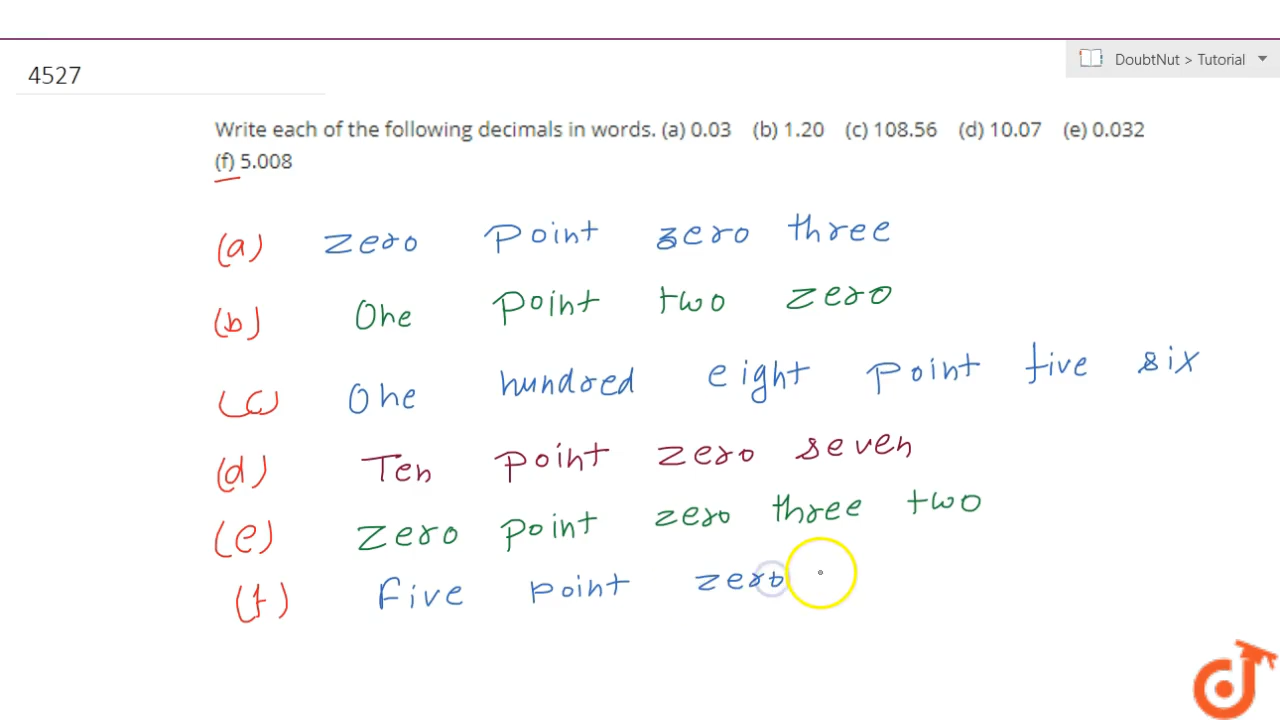 4527
DoubtNut > Tutorial
Write each of the following decimals in words. (a) 0.03 (b) 1.20 (c) 108.56 (d) 10.07 (e) 0.032
(f) 5.008
(a) zero point zero three
(b) One point two zero
(c) One hundred eight point five six
(d) Ten point zero seven
(e) Zero point zero three two
(f) Five point zero